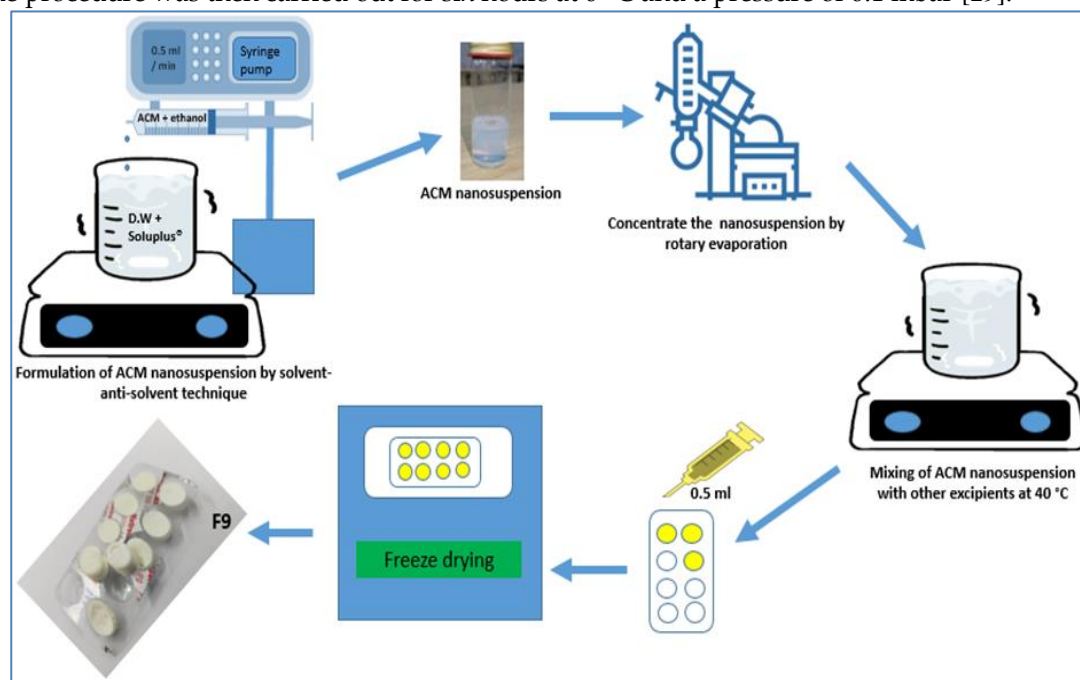 0.5 ml
/ min
Syringe
pump
ACM + ethanol
D.W +
Soluplus®
ACM nanosuspension
Concentrate the nanosuspension by
rotary evaporation
Formulation of ACM nanosuspension by solvent-
anti-solvent technique
Mixing of ACM nanosuspension
with other excipients at 40 °C
0.5 ml
Freeze drying
F9